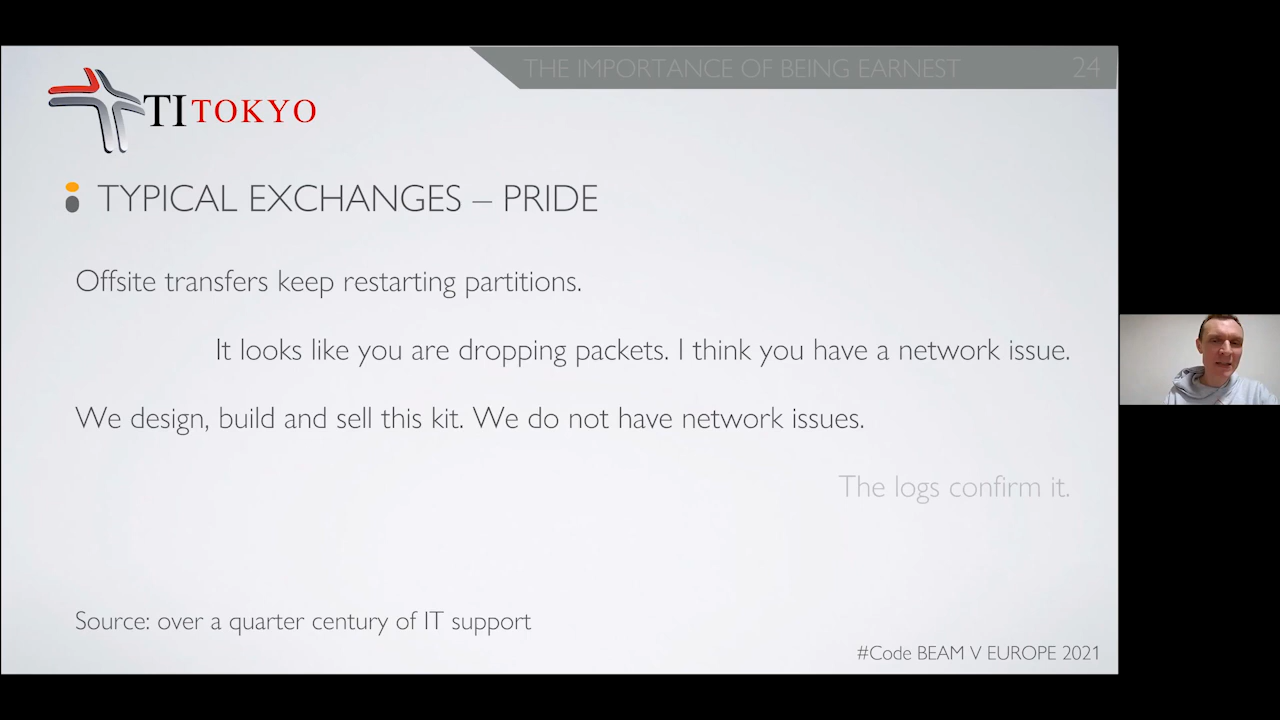 THE IMPORTANCE OF BEING EARNEST 24
TI TOKYO
TYPICAL EXCHANGES – PRIDE
Offsite transfers keep restarting partitions.
It looks like you are dropping packets. I think you have a network issue.
We design, build and sell this kit. We do not have network issues.
The logs confirm it.
Source: over a quarter century of IT support
#Code BEAM V EUROPE 2021